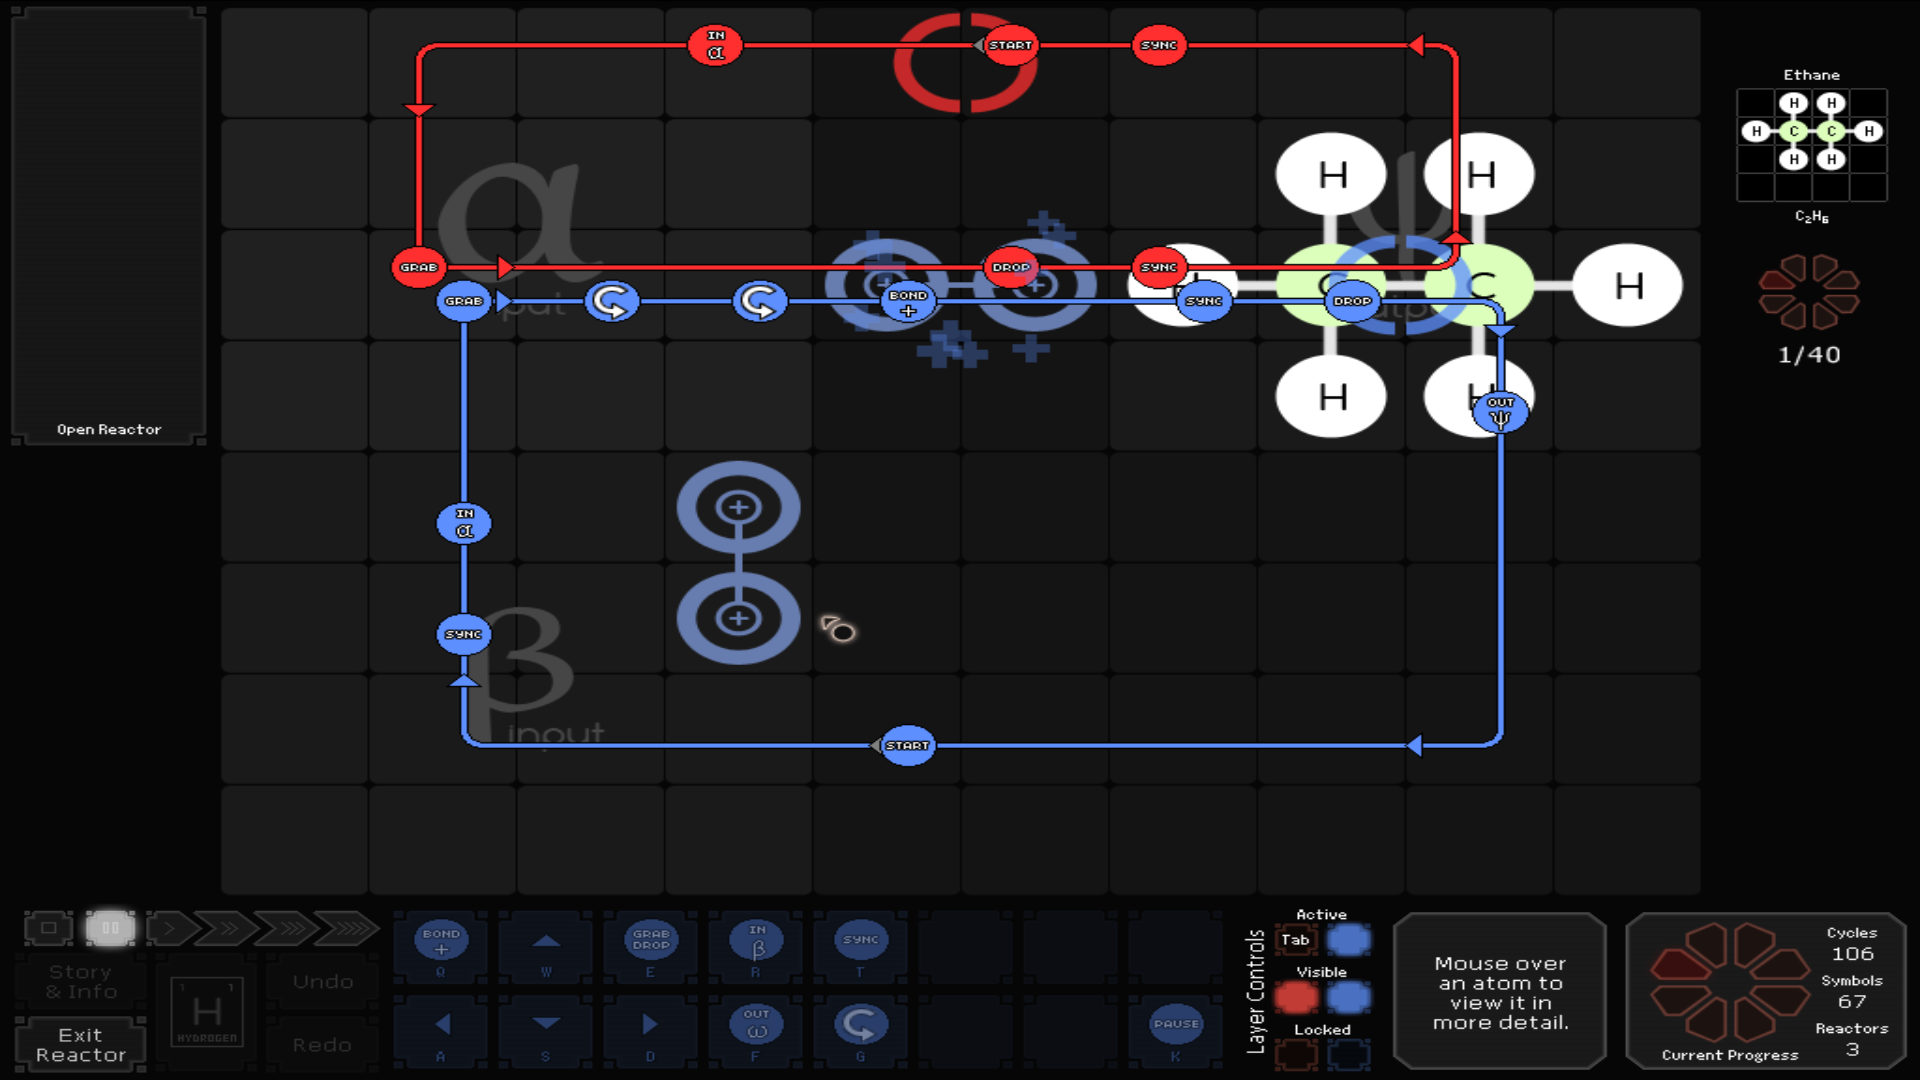 Open Reactor
IN
α
START
SYNC
α
input
GRAB
DROP
SYNC
GRAB
BOND
+
SYNC
DROP
OUT
ψ
ψ
H
H
C
C
H
H
H
IN
α
SYNC
β
input
START
Ethane
H H
H C C H
H H
C₂H₆
1/40
Story
& Info
Exit
Reactor
1 1
H
HYDROGEN
Undo
Redo
BOND
+
Q
W
GRAB
DROP
E
IN
β
R
SYNC
T
A
S
D
OUT
ω
F
G
PAUSE
K
Layer Controls
Active
Tab
Visible
Locked
Mouse over
an atom to
view it in
more detail.
Cycles
106
Symbols
67
Reactors
3
Current Progress